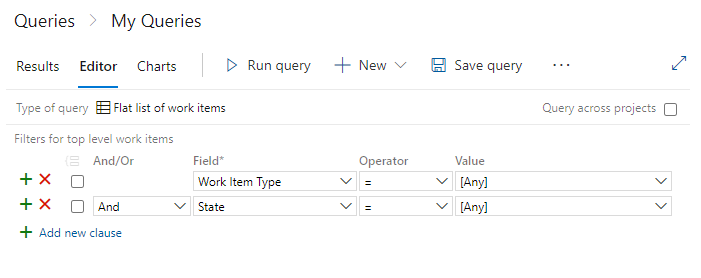 Queries > My Queries
Results Editor Charts Run query New Save query ...
Type of query Flat list of work items Query across projects
Filters for top level work items
And/Or Field* Operator Value
Work Item Type = [Any]
And State = [Any]
Add new clause